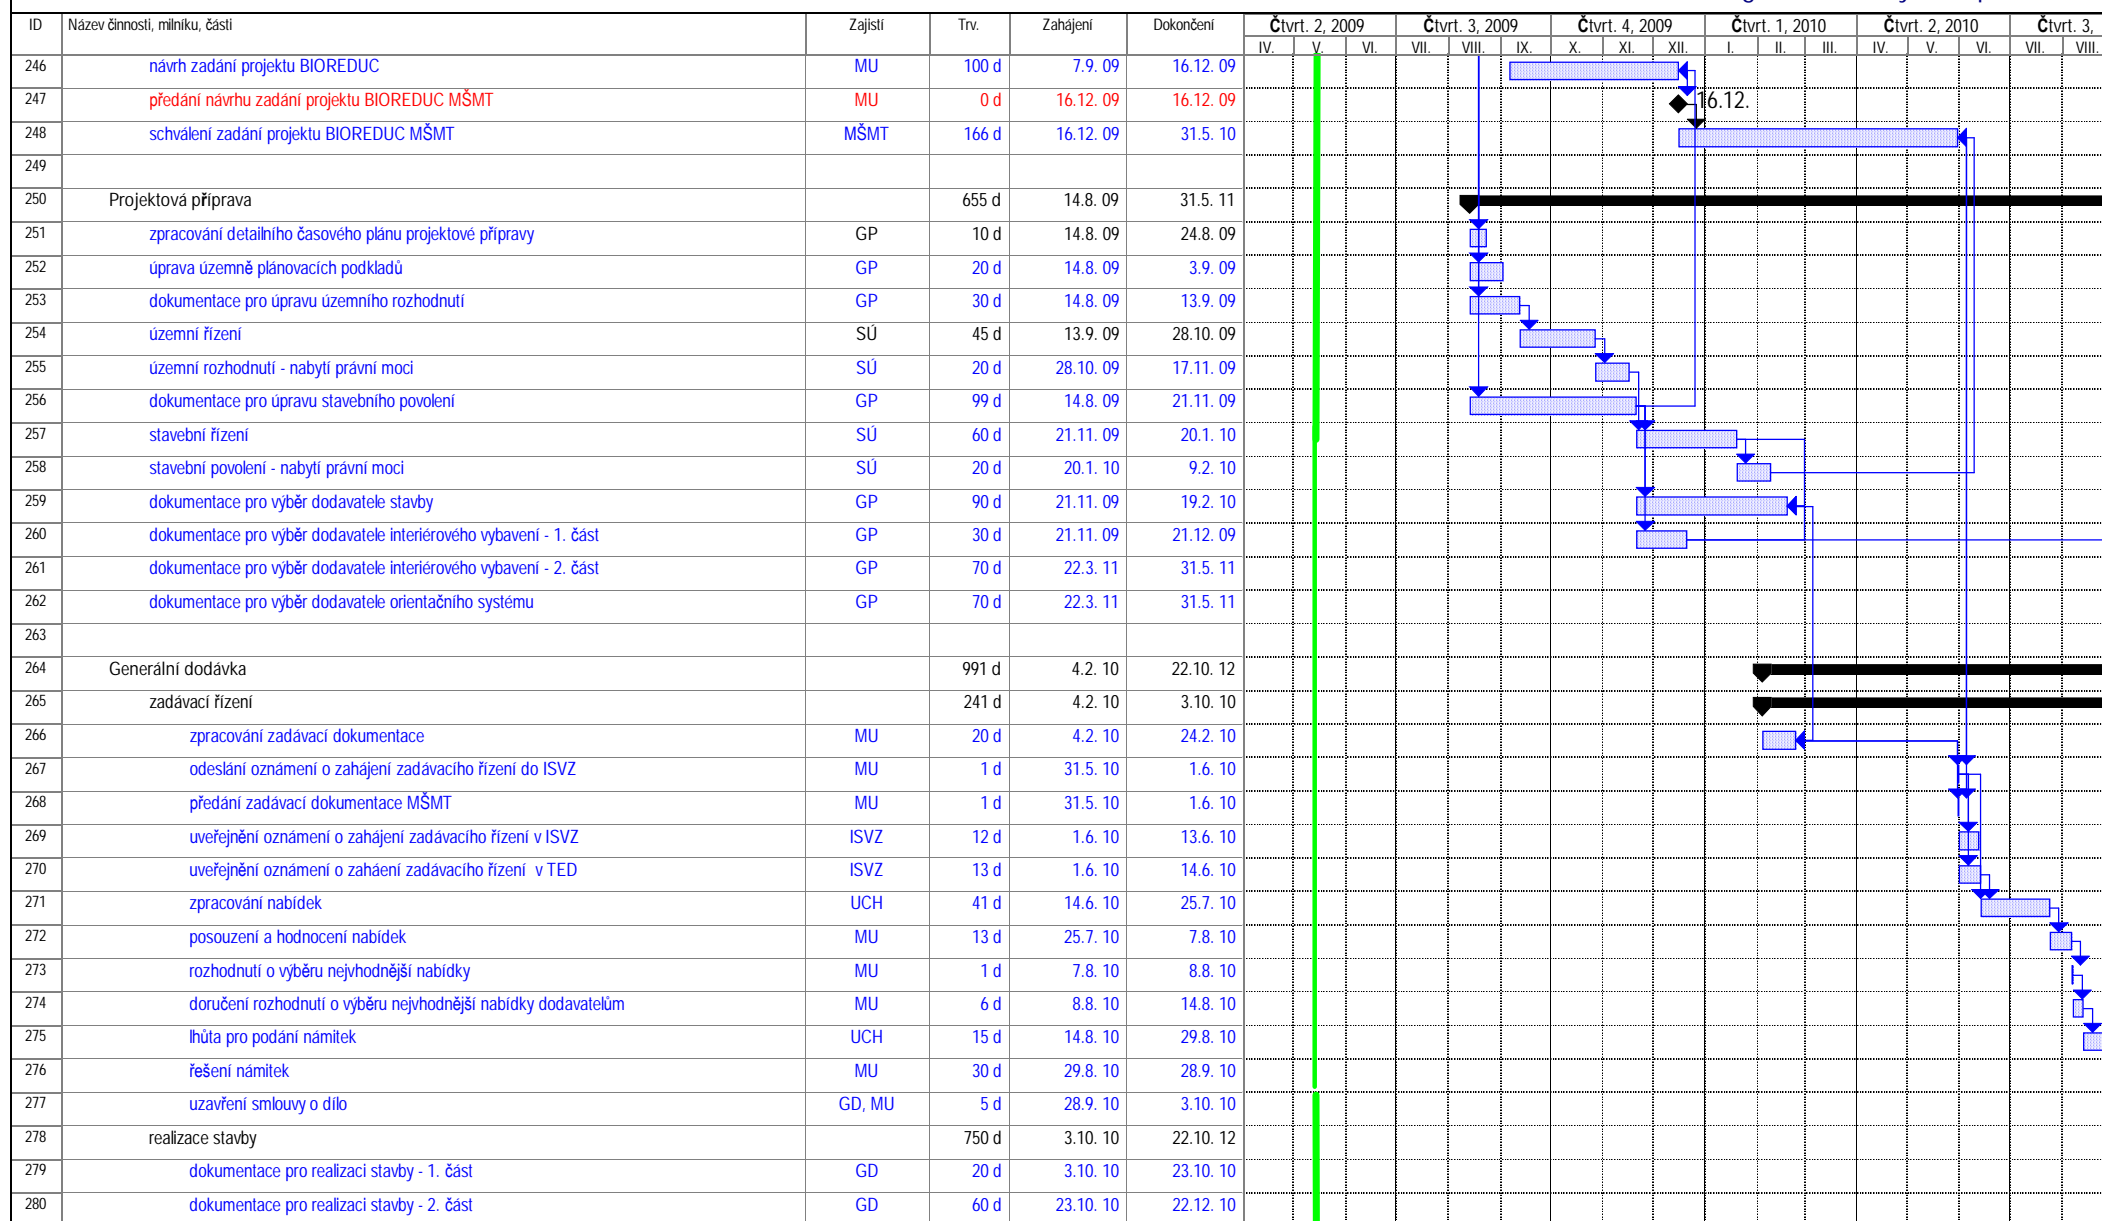 ID Název činnosti, milníku, části Zajistí Trv. Zahájení Dokončení Čtvrt. 2, 2009 Čtvrt. 3, 2009 Čtvrt. 4, 2009 Čtvrt. 1, 2010 Čtvrt. 2, 2010 Čtvrt. 3,
IV. V. VI. VII. VIII. IX. X. XI. XII. I. II. III. IV. V. VI. VII. VIII.
246 návrh zadání projektu BIOREDUC MU 100 d 7.9. 09 16.12. 09
247 předání návrhu zadání projektu BIOREDUC MŠMT MU 0 d 16.12. 09 16.12. 09 16.12.
248 schválení zadání projektu BIOREDUC MŠMT MŠMT 166 d 16.12. 09 31.5. 10
249
250 Projektová příprava 655 d 14.8. 09 31.5. 11
251 zpracování detailního časového plánu projektové přípravy GP 10 d 14.8. 09 24.8. 09
252 úprava územně plánovacích podkladů GP 20 d 14.8. 09 3.9. 09
253 dokumentace pro úpravu územního rozhodnutí GP 30 d 14.8. 09 13.9. 09
254 územní řízení SÚ 45 d 13.9. 09 28.10. 09
255 územní rozhodnutí - nabytí právní moci SÚ 20 d 28.10. 09 17.11. 09
256 dokumentace pro úpravu stavebního povolení GP 99 d 14.8. 09 21.11. 09
257 stavební řízení SÚ 60 d 21.11. 09 20.1. 10
258 stavební povolení - nabytí právní moci SÚ 20 d 20.1. 10 9.2. 10
259 dokumentace pro výběr dodavatele stavby GP 90 d 21.11. 09 19.2. 10
260 dokumentace pro výběr dodavatele interiérového vybavení - 1. část GP 30 d 21.11. 09 21.12. 09
261 dokumentace pro výběr dodavatele interiérového vybavení - 2. část GP 70 d 22.3. 11 31.5. 11
262 dokumentace pro výběr dodavatele orientačního systému GP 70 d 22.3. 11 31.5. 11
263
264 Generální dodávka 991 d 4.2. 10 22.10. 12
265 zadávací řízení 241 d 4.2. 10 3.10. 10
266 zpracování zadávací dokumentace MU 20 d 4.2. 10 24.2. 10
267 odeslání oznámení o zahájení zadávacího řízení do ISVZ MU 1 d 31.5. 10 1.6. 10
268 předání zadávací dokumentace MŠMT MU 1 d 31.5. 10 1.6. 10
269 uveřejnění oznámení o zahájení zadávacího řízení v ISVZ ISVZ 12 d 1.6. 10 13.6. 10
270 uveřejnění oznámení o zaháení zadávacího řízení v TED ISVZ 13 d 1.6. 10 14.6. 10
271 zpracování nabídek UCH 41 d 14.6. 10 25.7. 10
272 posouzení a hodnocení nabídek MU 13 d 25.7. 10 7.8. 10
273 rozhodnutí o výběru nejvhodnější nabídky MU 1 d 7.8. 10 8.8. 10
274 doručení rozhodnutí o výběru nejvhodnější nabídky dodavatelům MU 6 d 8.8. 10 14.8. 10
275 lhůta pro podání námitek UCH 15 d 14.8. 10 29.8. 10
276 řešení námitek MU 30 d 29.8. 10 28.9. 10
277 uzavření smlouvy o dílo GD, MU 5 d 28.9. 10 3.10. 10
278 realizace stavby 750 d 3.10. 10 22.10. 12
279 dokumentace pro realizaci stavby - 1. část GD 20 d 3.10. 10 23.10. 10
280 dokumentace pro realizaci stavby - 2. část GD 60 d 23.10. 10 22.12. 10